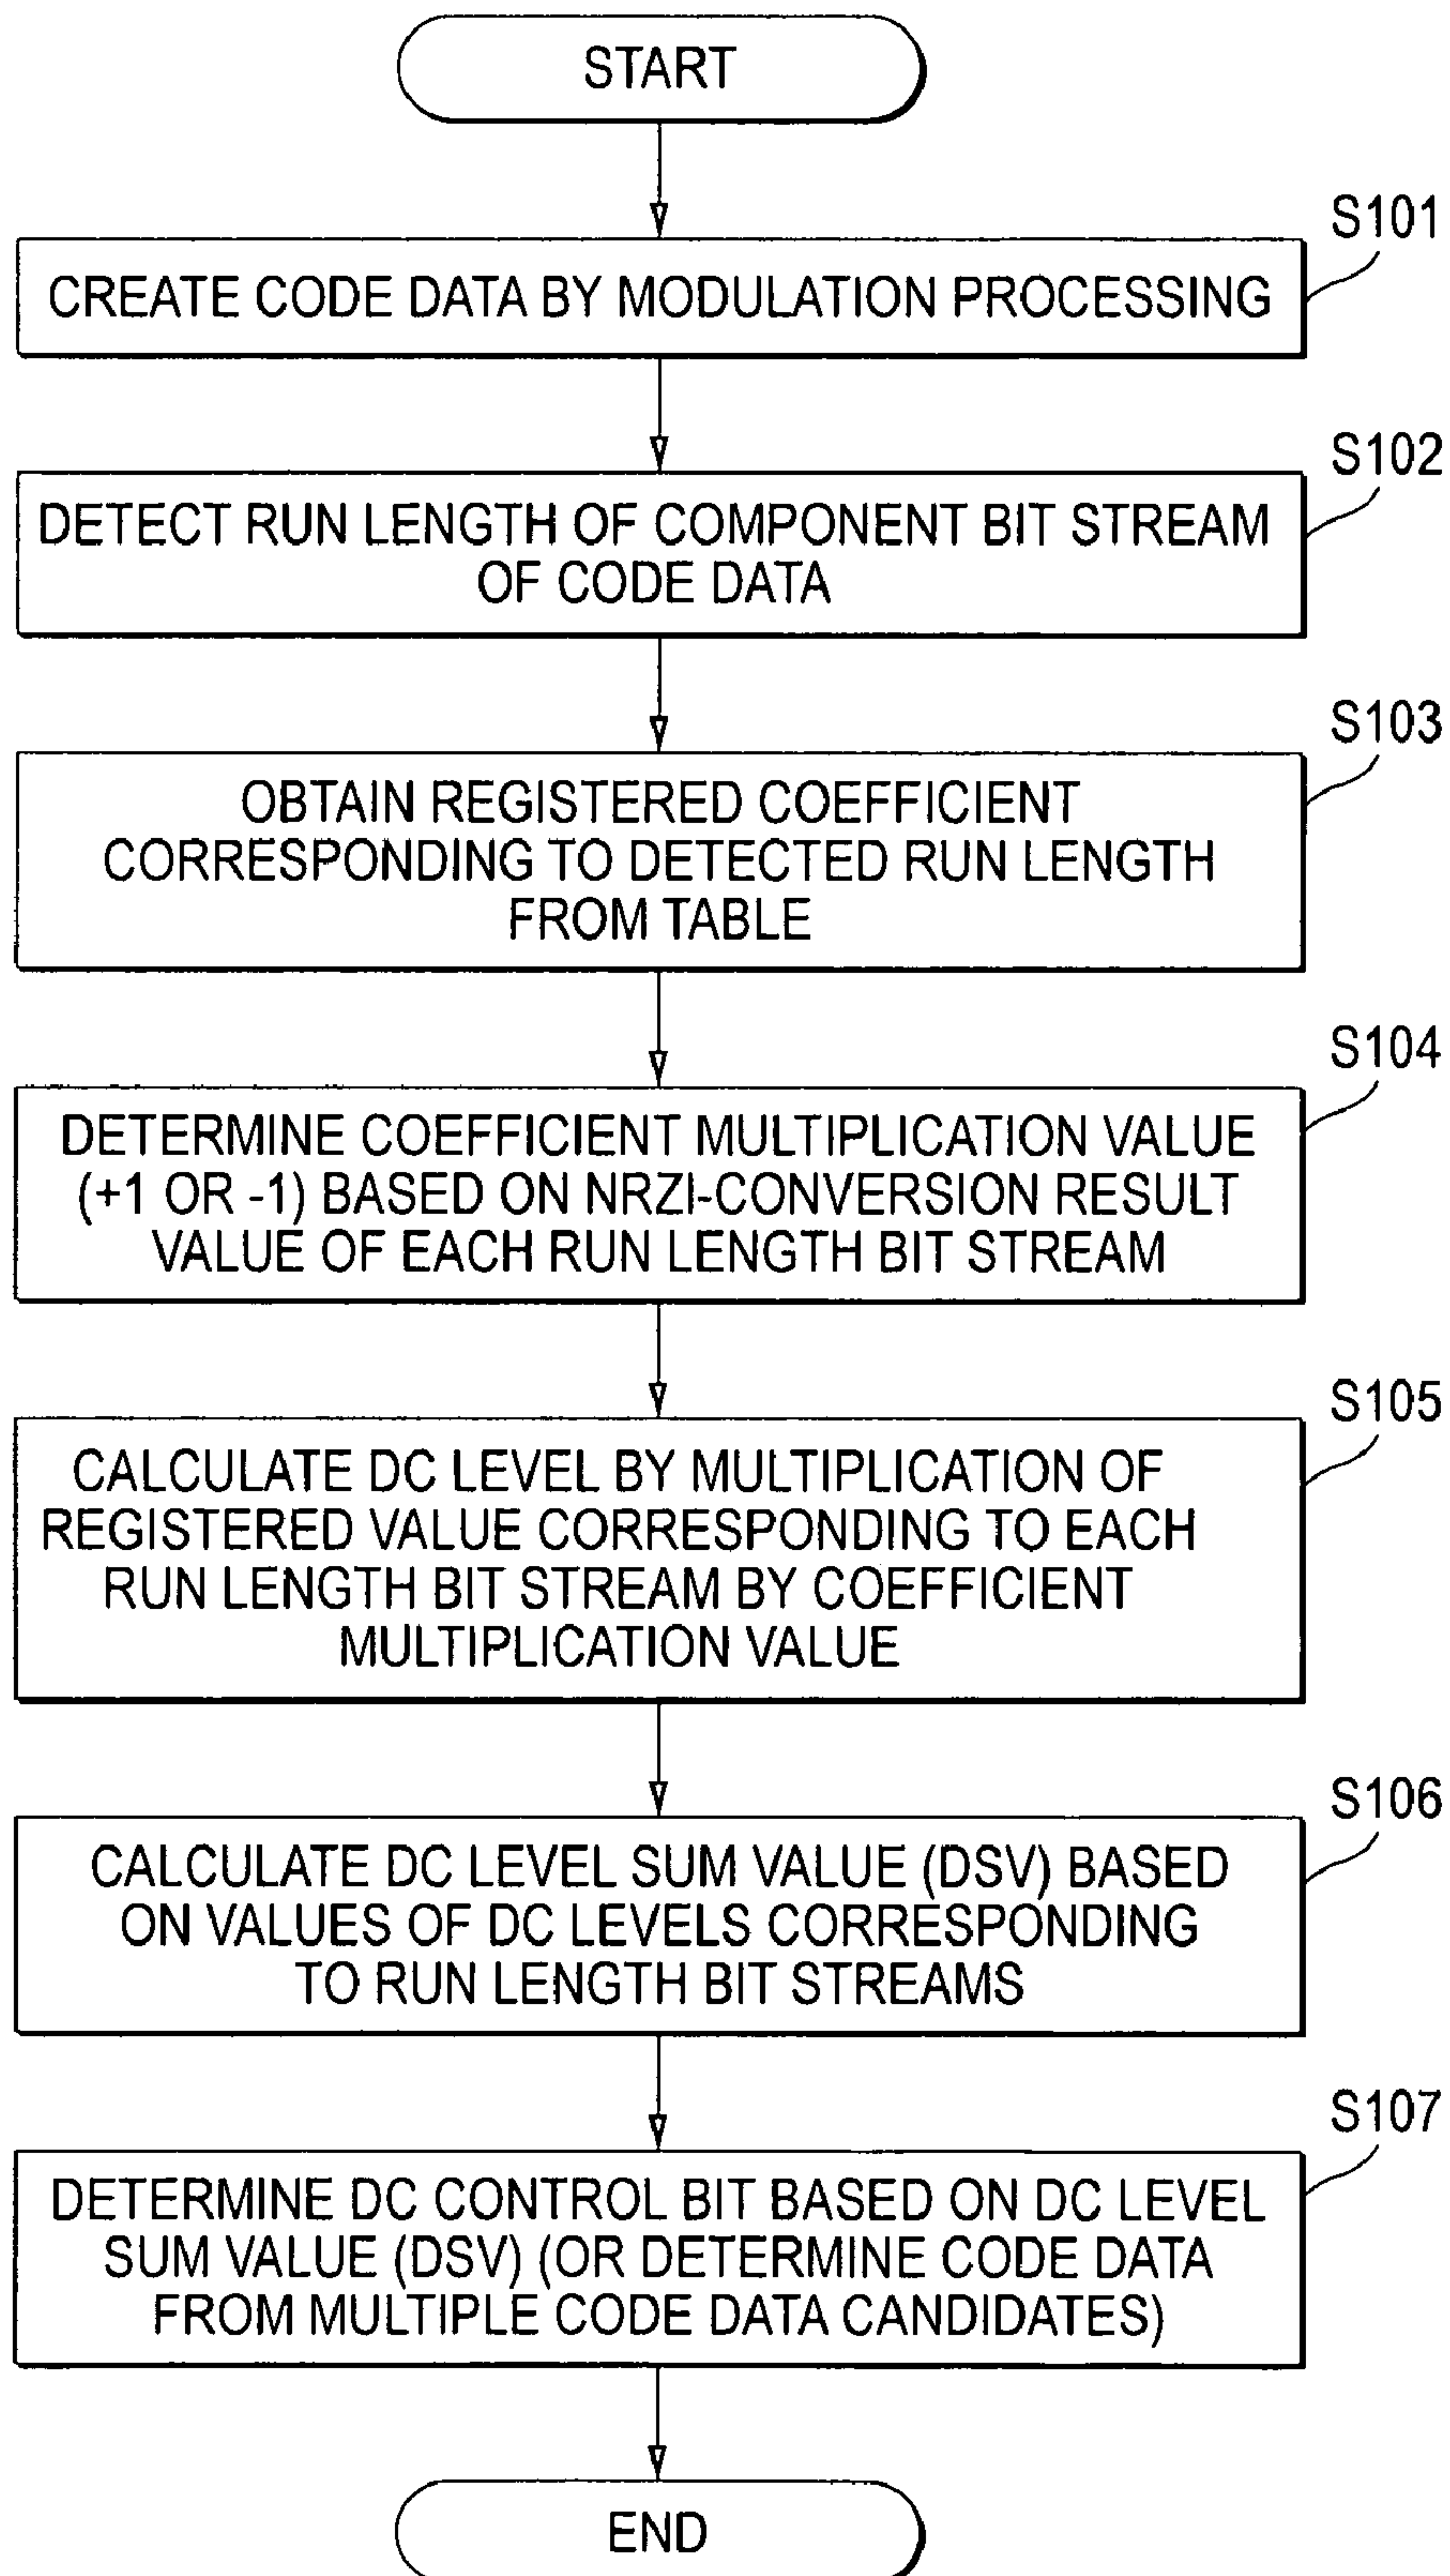 START
S101
CREATE CODE DATA BY MODULATION PROCESSING
S102
DETECT RUN LENGTH OF COMPONENT BIT STREAM
OF CODE DATA
S103
OBTAIN REGISTERED COEFFICIENT
CORRESPONDING TO DETECTED RUN LENGTH
FROM TABLE
S104
DETERMINE COEFFICIENT MULTIPLICATION VALUE
(+1 OR -1) BASED ON NRZI-CONVERSION RESULT
VALUE OF EACH RUN LENGTH BIT STREAM
S105
CALCULATE DC LEVEL BY MULTIPLICATION OF
REGISTERED VALUE CORRESPONDING TO EACH
RUN LENGTH BIT STREAM BY COEFFICIENT
MULTIPLICATION VALUE
S106
CALCULATE DC LEVEL SUM VALUE (DSV) BASED
ON VALUES OF DC LEVELS CORRESPONDING
TO RUN LENGTH BIT STREAMS
S107
DETERMINE DC CONTROL BIT BASED ON DC LEVEL
SUM VALUE (DSV) (OR DETERMINE CODE DATA
FROM MULTIPLE CODE DATA CANDIDATES)
END